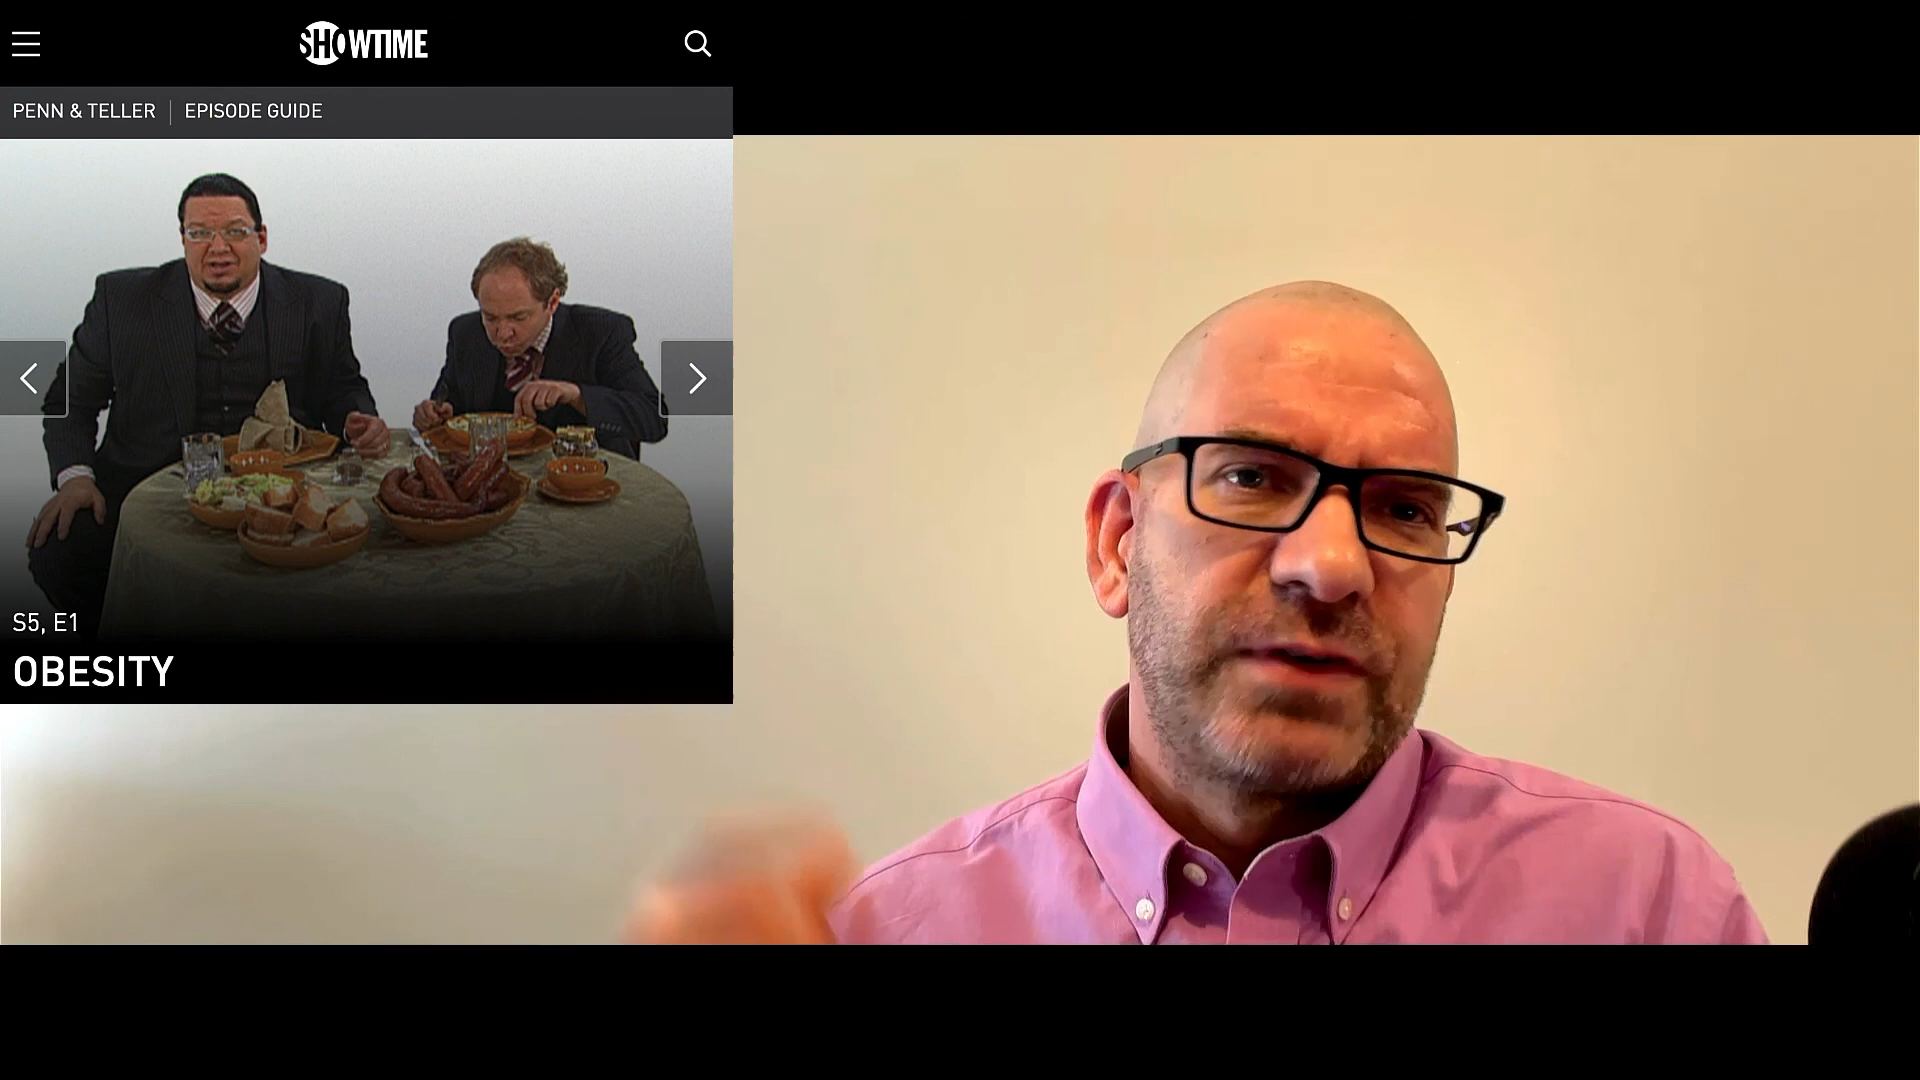 SHOWTIME
PENN & TELLER | EPISODE GUIDE
S5, E1
OBESITY